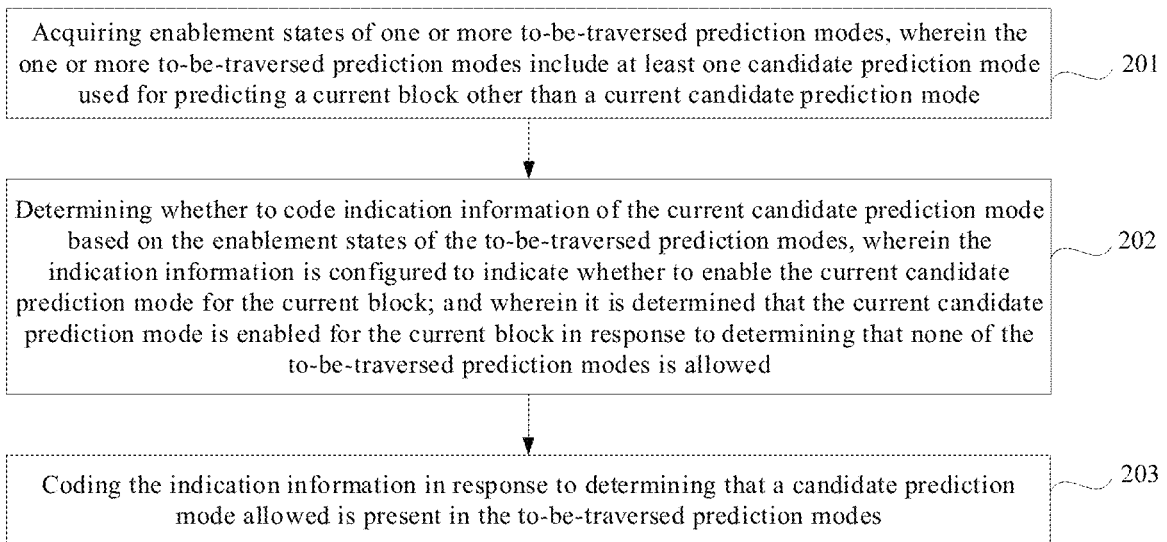 Acquiring enablement states of one or more to-be-traversed prediction modes, wherein the
one or more to-be-traversed prediction modes include at least one candidate prediction mode
used for predicting a current block other than a current candidate prediction mode
201
Determining whether to code indication information of the current candidate prediction mode
based on the enablement states of the to-be-traversed prediction modes, wherein the
indication information is configured to indicate whether to enable the current candidate
prediction mode for the current block; and wherein it is determined that the current candidate
prediction mode is enabled for the current block in response to determining that none of the
to-be-traversed prediction modes is allowed
202
Coding the indication information in response to determining that a candidate prediction
mode allowed is present in the to-be-traversed prediction modes
203